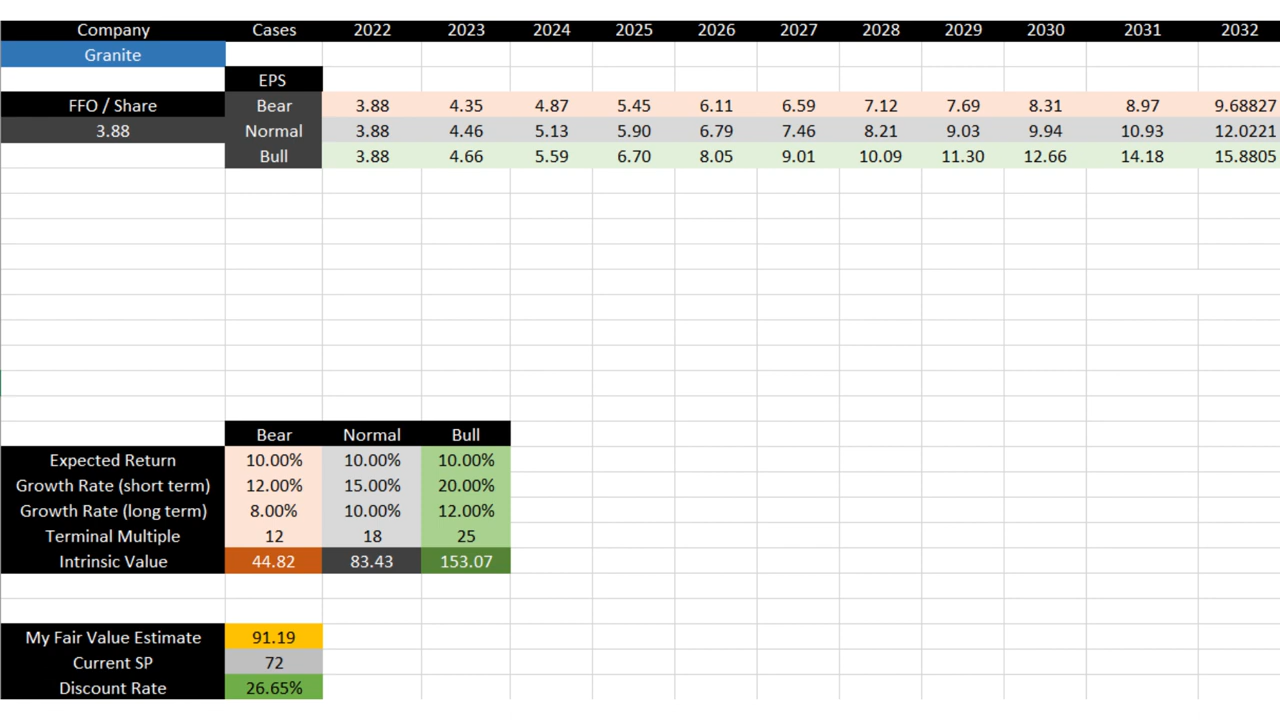 Company Cases 2022 2023 2024 2025 2026 2027 2028 2029 2030 2031 2032
Granite
EPS
FFO / Share Bear 3.88 4.35 4.87 5.45 6.11 6.59 7.12 7.69 8.31 8.97 9.68827
3.88 Normal 3.88 4.46 5.13 5.90 6.79 7.46 8.21 9.03 9.94 10.93 12.0221
Bull 3.88 4.66 5.59 6.70 8.05 9.01 10.09 11.30 12.66 14.18 15.8805
Bear Normal Bull
Expected Return 10.00% 10.00% 10.00%
Growth Rate (short term) 12.00% 15.00% 20.00%
Growth Rate (long term) 8.00% 10.00% 12.00%
Terminal Multiple 12 18 25
Intrinsic Value 44.82 83.43 153.07
My Fair Value Estimate 91.19
Current SP 72
Discount Rate 26.65%